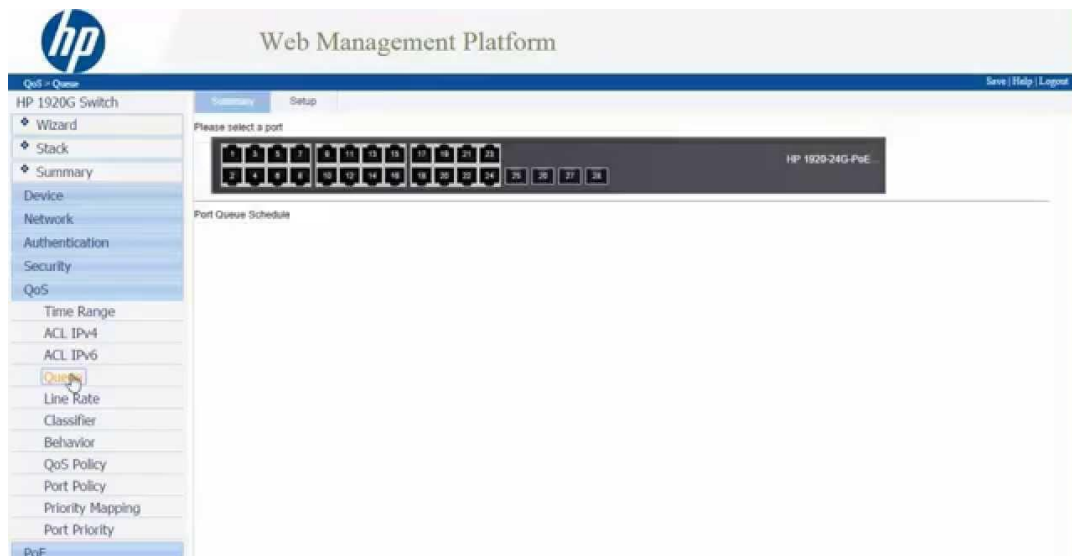 hp
Web Management Platform
QoS > Queue
Save | Help | Logout
HP 1920G Switch
Summary
Setup
Wizard
Please select a port
Stack
1 3 5 7 9 11 13 15 17 19 21 23
HP 1920-24G-PoE...
Summary
2 4 6 8 10 12 14 16 18 20 22 24 25 26 27 28
Device
Network
Port Queue Schedule
Authentication
Security
QoS
Time Range
ACL IPv4
ACL IPv6
Queue
Line Rate
Classifier
Behavior
QoS Policy
Port Policy
Priority Mapping
Port Priority
PoE